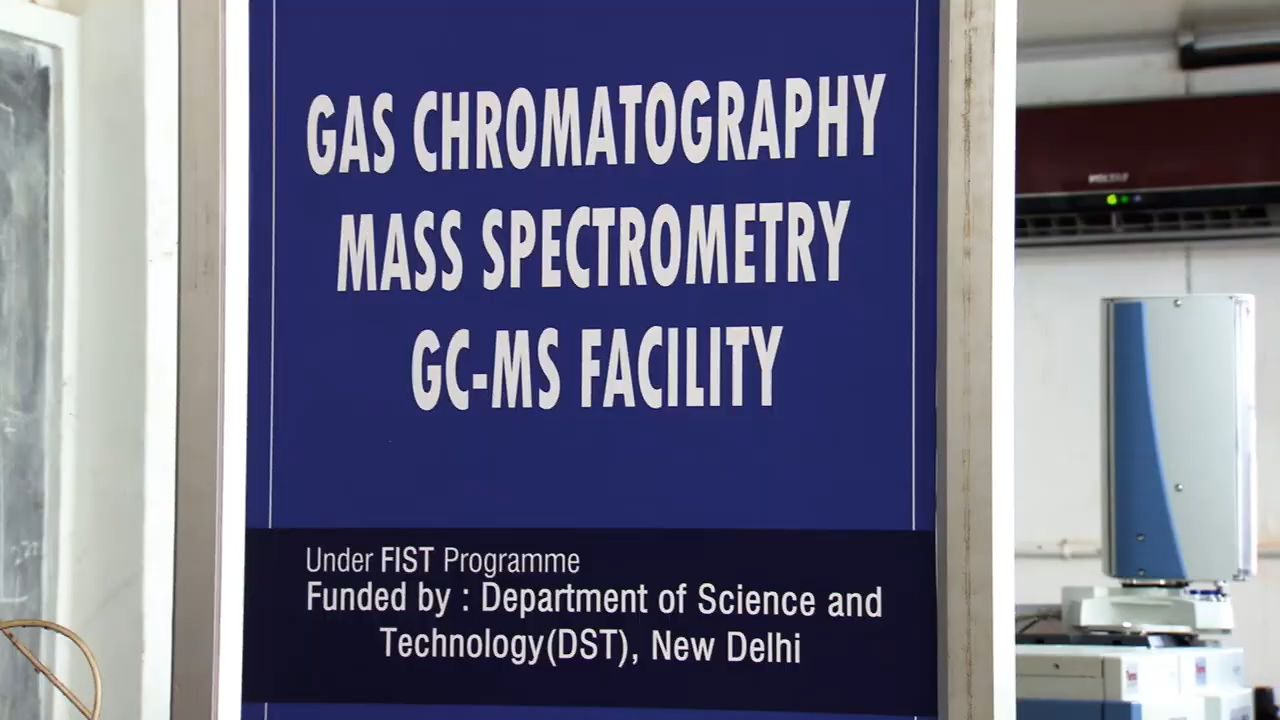 GAS CHROMATOGRAPHY
MASS SPECTROMETRY
GC-MS FACILITY
Under FIST Programme
Funded by : Department of Science and
Technology(DST), New Delhi